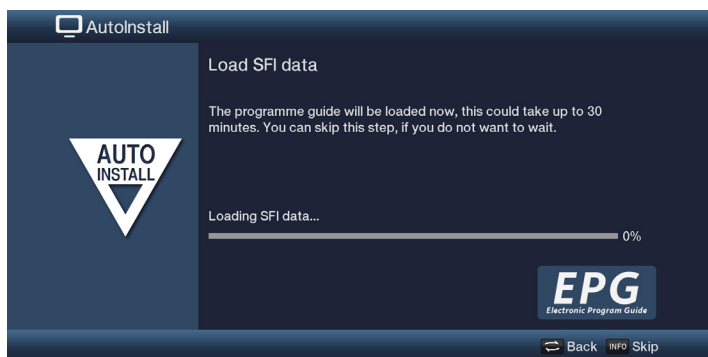 AutoInstall
Load SFI data
The programme guide will be loaded now, this could take up to 30
minutes. You can skip this step, if you do not want to wait.
AUTO
INSTALL
Loading SFI data...
0%
EPG
Electronic Program Guide
Back INFO Skip